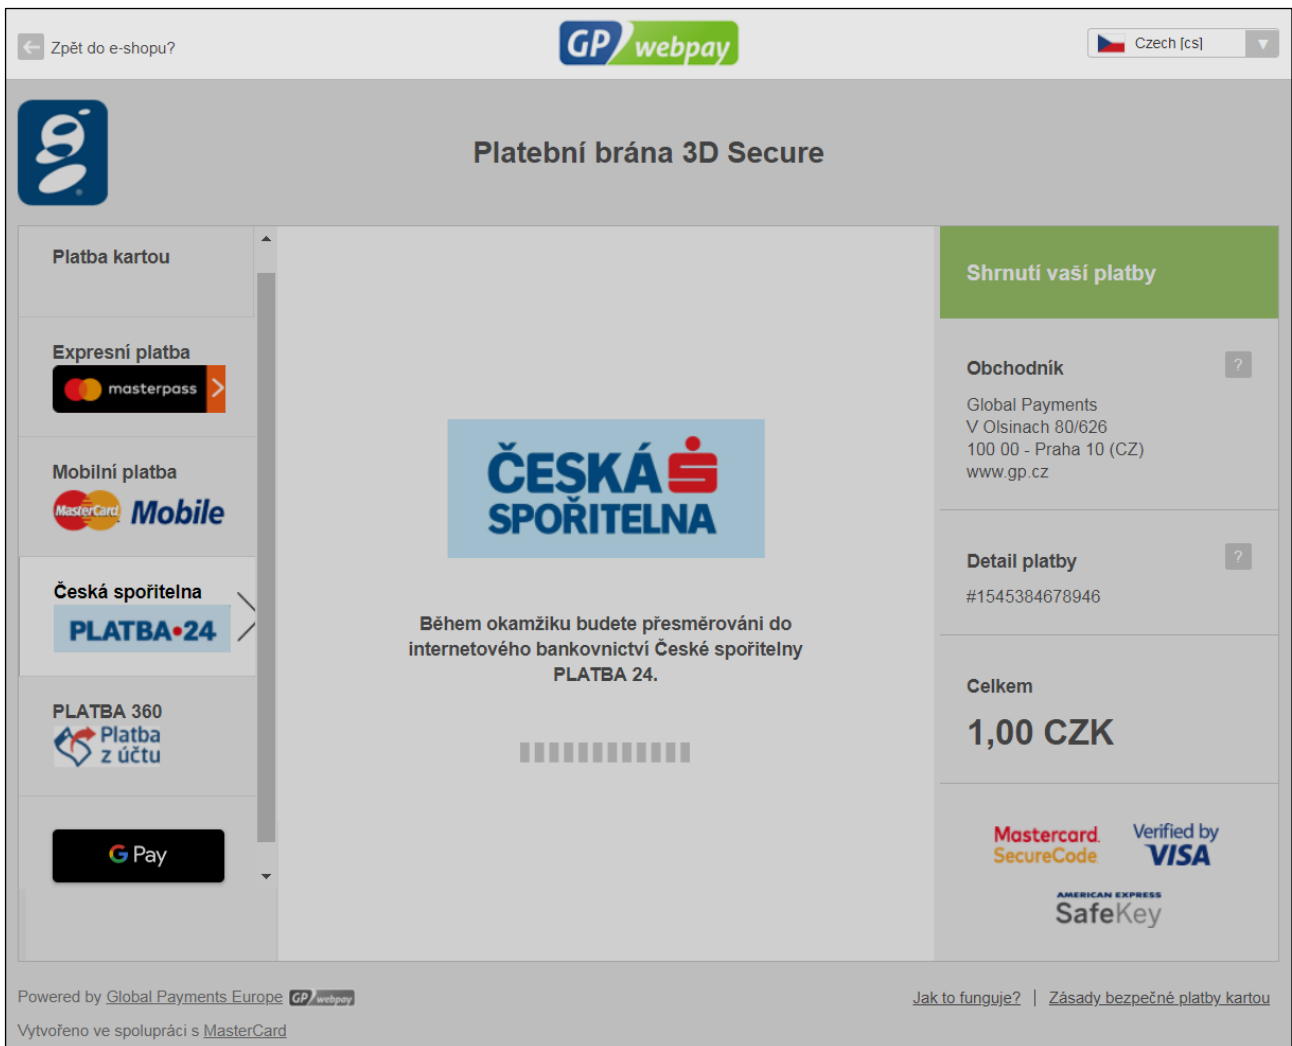 Zpět do e-shopu?
GP webpay
Czech [cs]
Platební brána 3D Secure
Platba kartou
Expresní platba
masterpass
Mobilní platba
MasterCard Mobile
Česká spořitelna
PLATBA 24
PLATBA 360
Platba
z účtu
G Pay
ČESKÁ
SPOŘITELNA
Během okamžiku budete přesměrováni do
internetového bankovnictví České spořitelny
PLATBA 24.
Shrnutí vaší platby
Obchodník
?
Global Payments
V Olsinach 80/626
100 00 - Praha 10 (CZ)
www.gp.cz
Detail platby
?
#1545384678946
Celkem
1,00 CZK
Mastercard.
SecureCode
Verified by
VISA
AMERICAN EXPRESS
SafeKey
Powered by Global Payments Europe GP webpay
Jak to funguje? | Zásady bezpečné platby kartou
Vytvořeno ve spolupráci s MasterCard